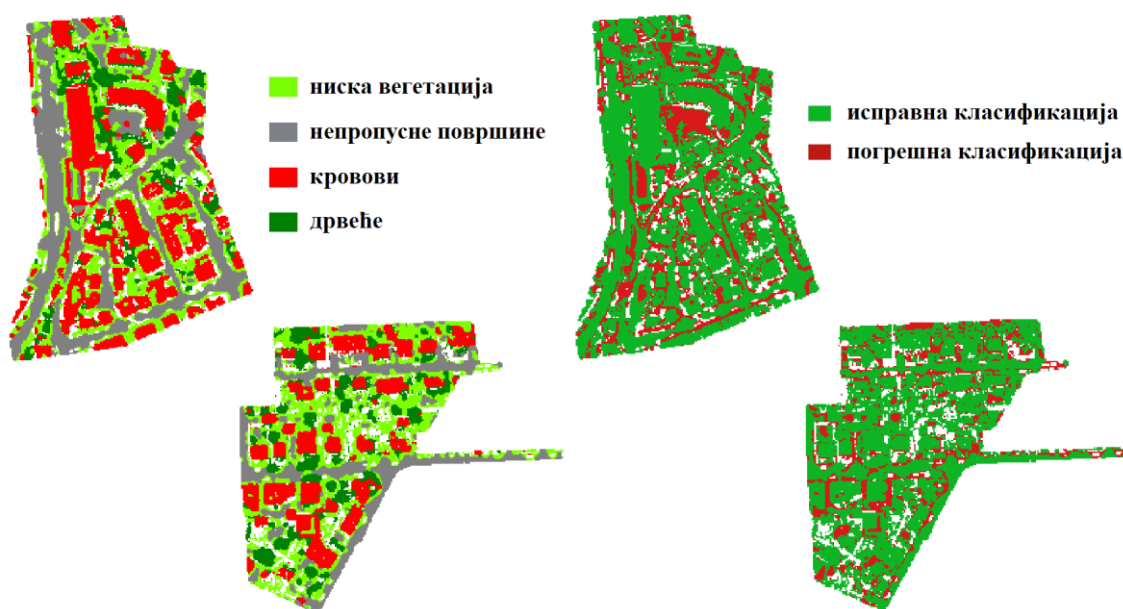 ниска вегетација
непропусне површине
кровови
дрвеће
исправна класификација
погрешна класификација